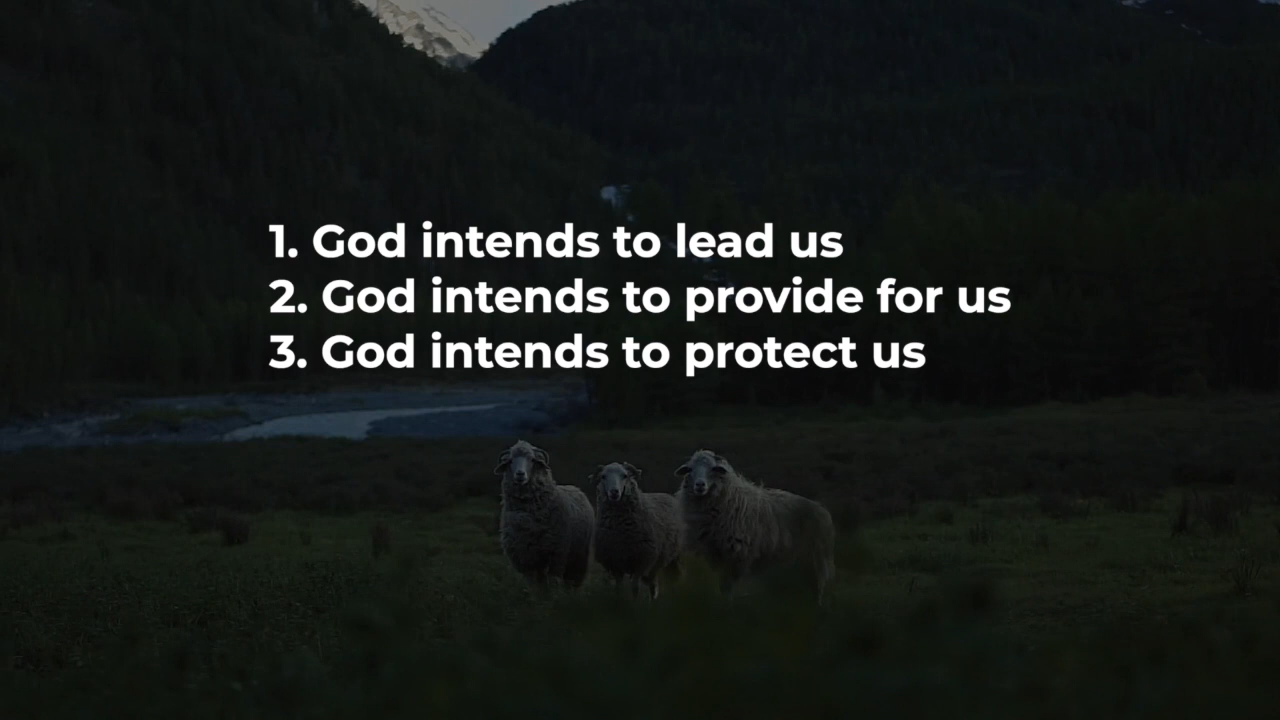 1. God intends to lead us
2. God intends to provide for us
3. God intends to protect us